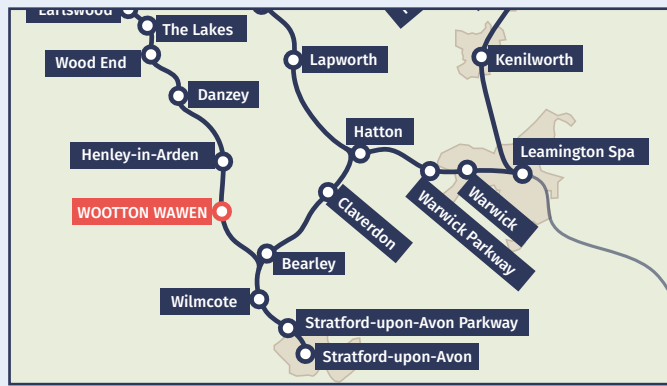 Earlswood
The Lakes
Wood End
Lapworth
Kenilworth
Danzey
Hatton
Henley-in-Arden
Leamington Spa
WOOTTON WAWEN
Claverdon
Warwick Parkway
Warwick
Bearley
Wilmcote
Stratford-upon-Avon Parkway
Stratford-upon-Avon